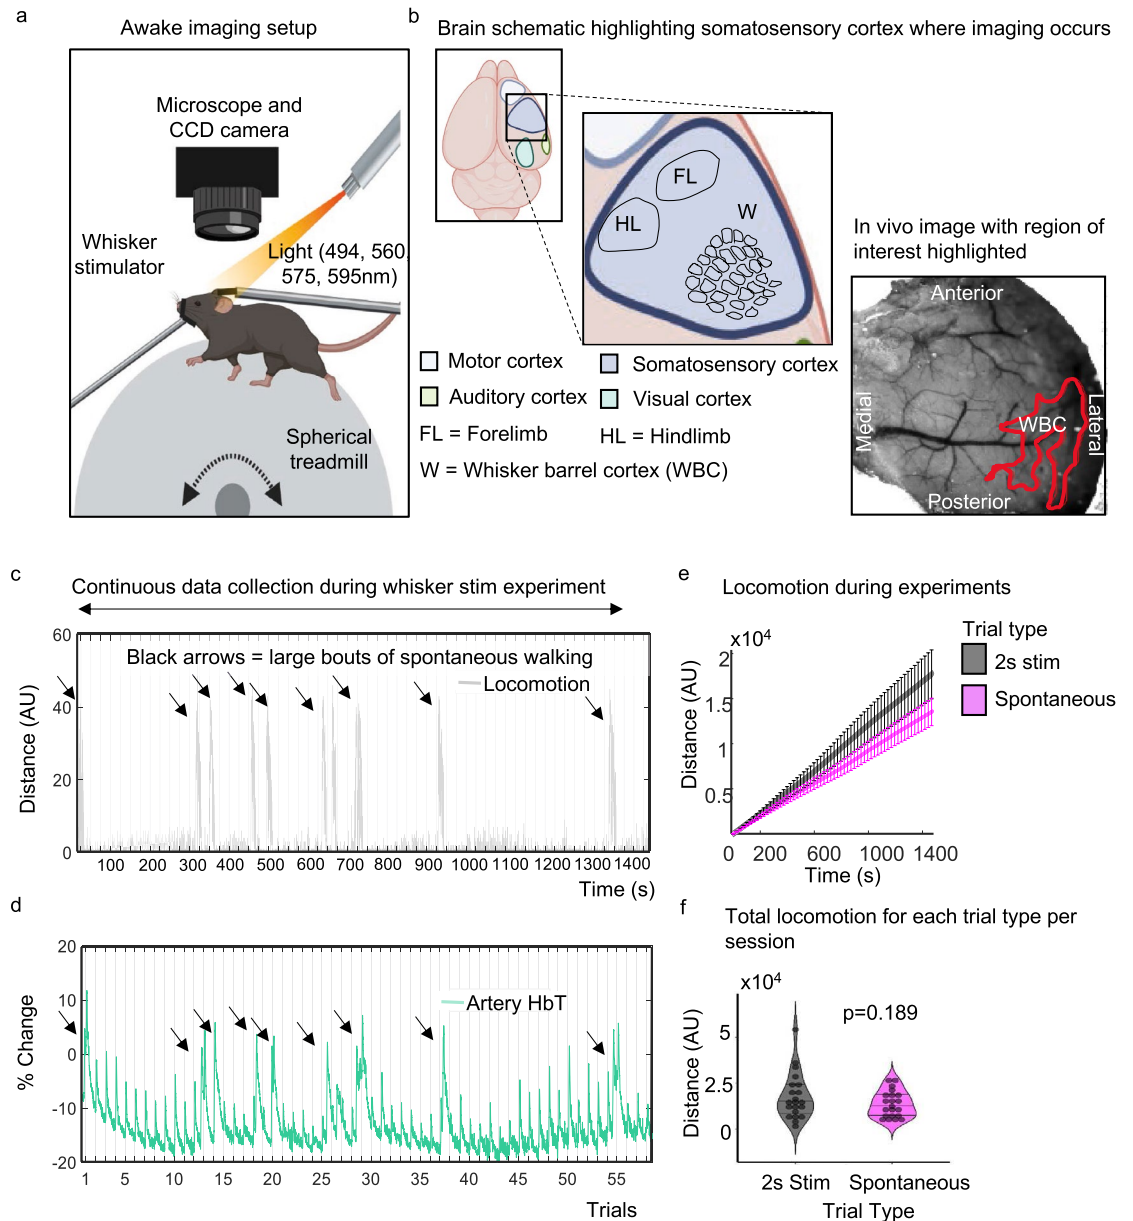 a
Awake imaging setup
Microscope and
CCD camera
Whisker
stimulator
Light (494, 560,
575, 595nm)
Spherical
treadmill
b
Brain schematic highlighting somatosensory cortex where imaging occurs
FL
HL
W
Motor cortex
Somatosensory cortex
Auditory cortex
Visual cortex
FL = Forelimb
HL = Hindlimb
W = Whisker barrel cortex (WBC)
In vivo image with region of
interest highlighted
Anterior
Medial
WBC
Lateral
Posterior
c
Continuous data collection during whisker stim experiment
Black arrows = large bouts of spontaneous walking
Locomotion
Distance (AU)
60
40
20
0
100 200 300 400 500 600 700 800 900 1000 1100 1200 1300 1400
Time (s)
d
% Change
20
10
0
-10
-20
Artery HbT
1 5 10 15 20 25 30 35 40 45 50 55
Trials
e
Locomotion during experiments
x10⁴
Distance (AU)
2
1.5
1
0.5
0 200 600 1000 1400
Time (s)
Trial type
2s stim
Spontaneous
f
Total locomotion for each trial type per
session
x10⁴
p=0.189
Distance (AU)
5
2.5
0
2s Stim Spontaneous
Trial Type